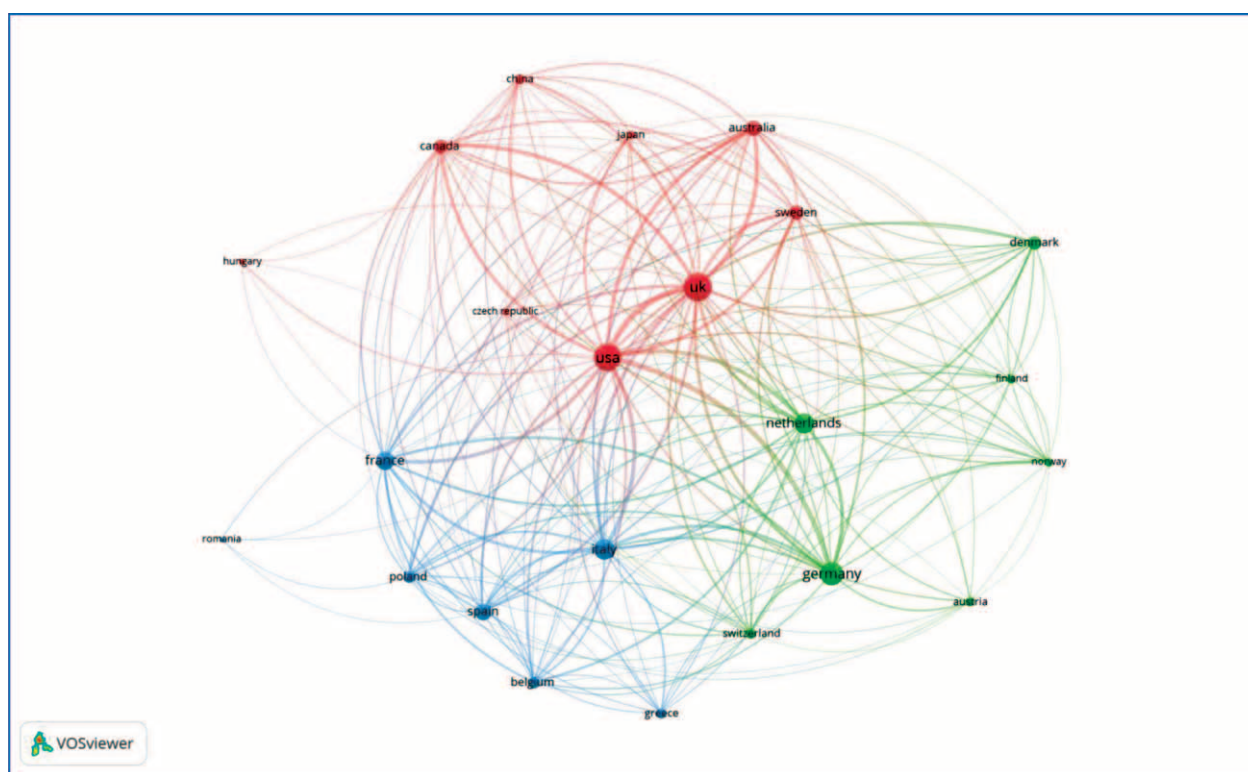 china
japan
australia
canada
sweden
denmark
hungary
uk
czech republic
usa
finland
netherlands
france
norway
romania
italy
poland
germany
austria
spain
switzerland
belgium
greece
VOSviewer